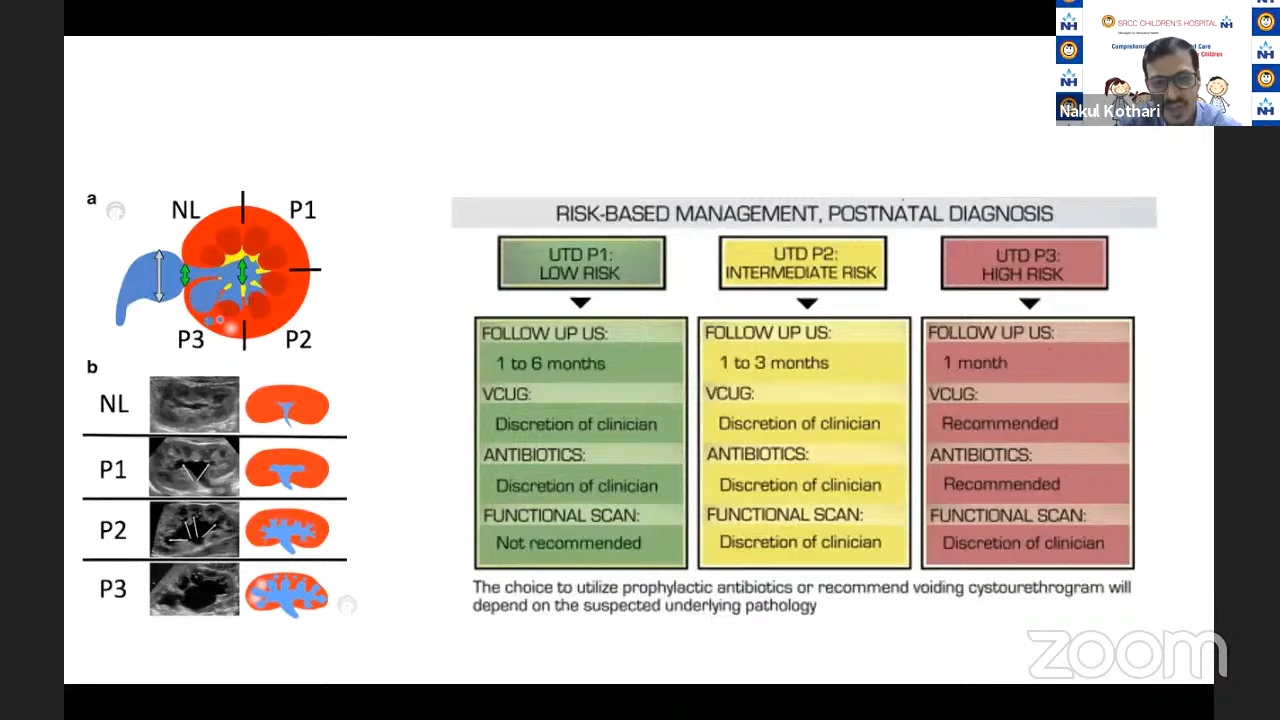 SRCC CHILDREN'S HOSPITAL
NH
Nakul Kothari
a
NL
P1
P3
P2
b
NL
P1
P2
P3
RISK-BASED MANAGEMENT, POSTNATAL DIAGNOSIS
UTD P1:
LOW RISK
FOLLOW UP US:
1 to 6 months
VCUG:
Discretion of clinician
ANTIBIOTICS:
Discretion of clinician
FUNCTIONAL SCAN:
Not recommended
UTD P2:
INTERMEDIATE RISK
FOLLOW UP US:
1 to 3 months
VCUG:
Discretion of clinician
ANTIBIOTICS:
Discretion of clinician
FUNCTIONAL SCAN:
Discretion of clinician
UTD P3:
HIGH RISK
FOLLOW UP US:
1 month
VCUG:
Recommended
ANTIBIOTICS:
Recommended
FUNCTIONAL SCAN:
Discretion of clinician
The choice to utilize prophylactic antibiotics or recommend voiding cystourethrogram will
depend on the suspected underlying pathology
zoom